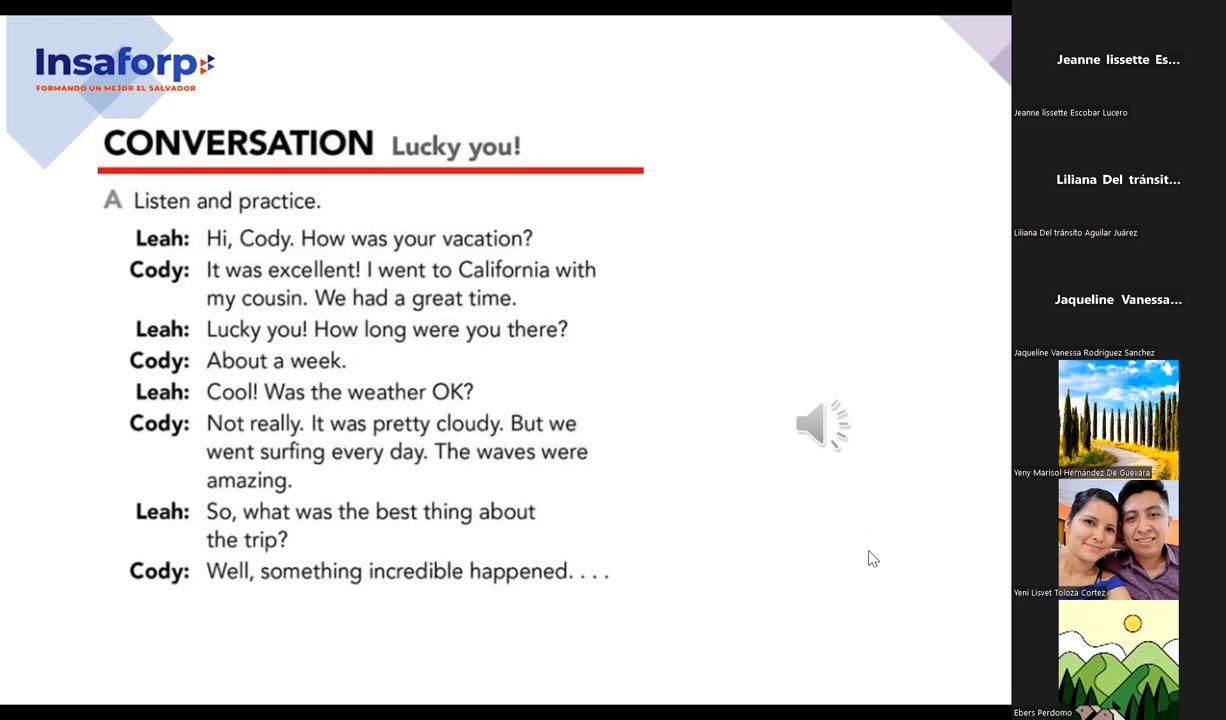 Insaforp
FORMANDO UN MEJOR EL SALVADOR
CONVERSATION Lucky you!
A Listen and practice.
Leah: Hi, Cody. How was your vacation?
Cody: It was excellent! I went to California with
my cousin. We had a great time.
Leah: Lucky you! How long were you there?
Cody: About a week.
Leah: Cool! Was the weather OK?
Cody: Not really. It was pretty cloudy. But we
went surfing every day. The waves were
amazing.
Leah: So, what was the best thing about
the trip?
Cody: Well, something incredible happened. . . .
Jeanne lissette Es...
Jeanne lissette Escobar Lucero
Liliana Del tránsit...
Liliana Del tránsito Aguilar Juárez
Jaqueline Vanessa...
Jaqueline Vanessa Rodriguez Sanchez
Yeny Marisol Hernández De Guevara
Yeni Lisvet Toloza Cortez
Ebers Perdomo